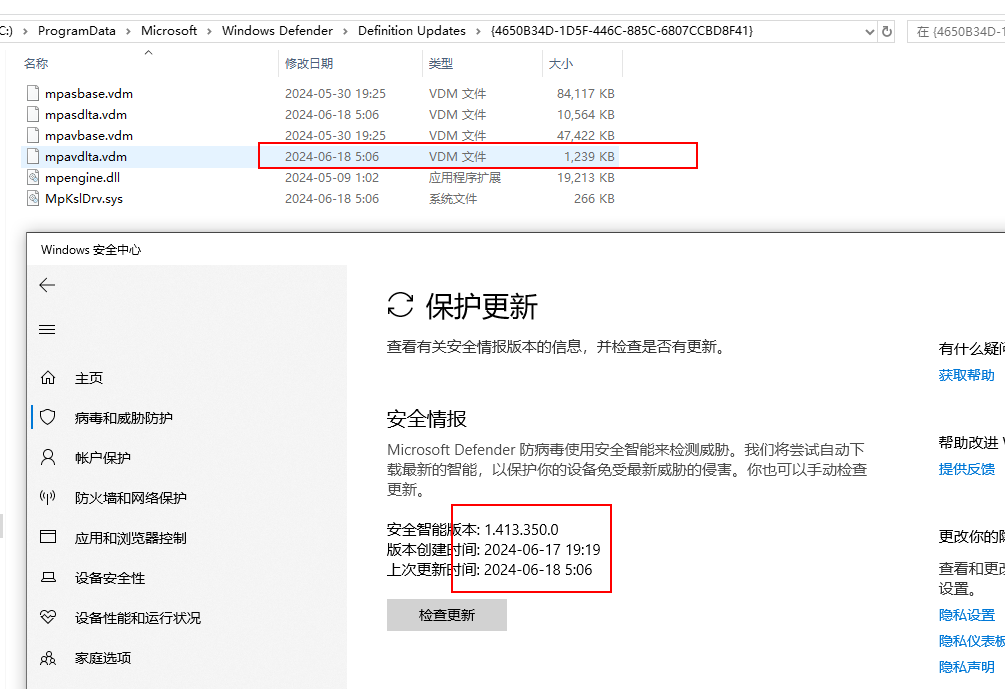 C:) › ProgramData › Microsoft › Windows Defender › Definition Updates › {4650B34D-1D5F-446C-885C-6807CCBD8F41}
在 {4650B34D-1
名称 修改日期 类型 大小
mpasbase.vdm 2024-05-30 19:25 VDM 文件 84,117 KB
mpasdlta.vdm 2024-06-18 5:06 VDM 文件 10,564 KB
mpavbase.vdm 2024-05-30 19:25 VDM 文件 47,422 KB
mpavdlta.vdm 2024-06-18 5:06 VDM 文件 1,239 KB
mpengine.dll 2024-05-09 1:02 应用程序扩展 19,213 KB
MpKslDrv.sys 2024-06-18 5:06 系统文件 266 KB
Windows 安全中心
主页
病毒和威胁防护
帐户保护
防火墙和网络保护
应用和浏览器控制
设备安全性
设备性能和运行状况
家庭选项
保护更新
查看有关安全情报版本的信息，并检查是否有更新。
安全情报
Microsoft Defender 防病毒使用安全智能来检测威胁。我们将尝试自动下
载最新的智能，以保护你的设备免受最新威胁的侵害。你也可以手动检查
更新。
安全智能版本: 1.413.350.0
版本创建时间: 2024-06-17 19:19
上次更新时间: 2024-06-18 5:06
检查更新
有什么疑问
获取帮助
帮助改进
提供反馈
更改你的隐
查看和更改
设置。
隐私设置
隐私仪表板
隐私声明